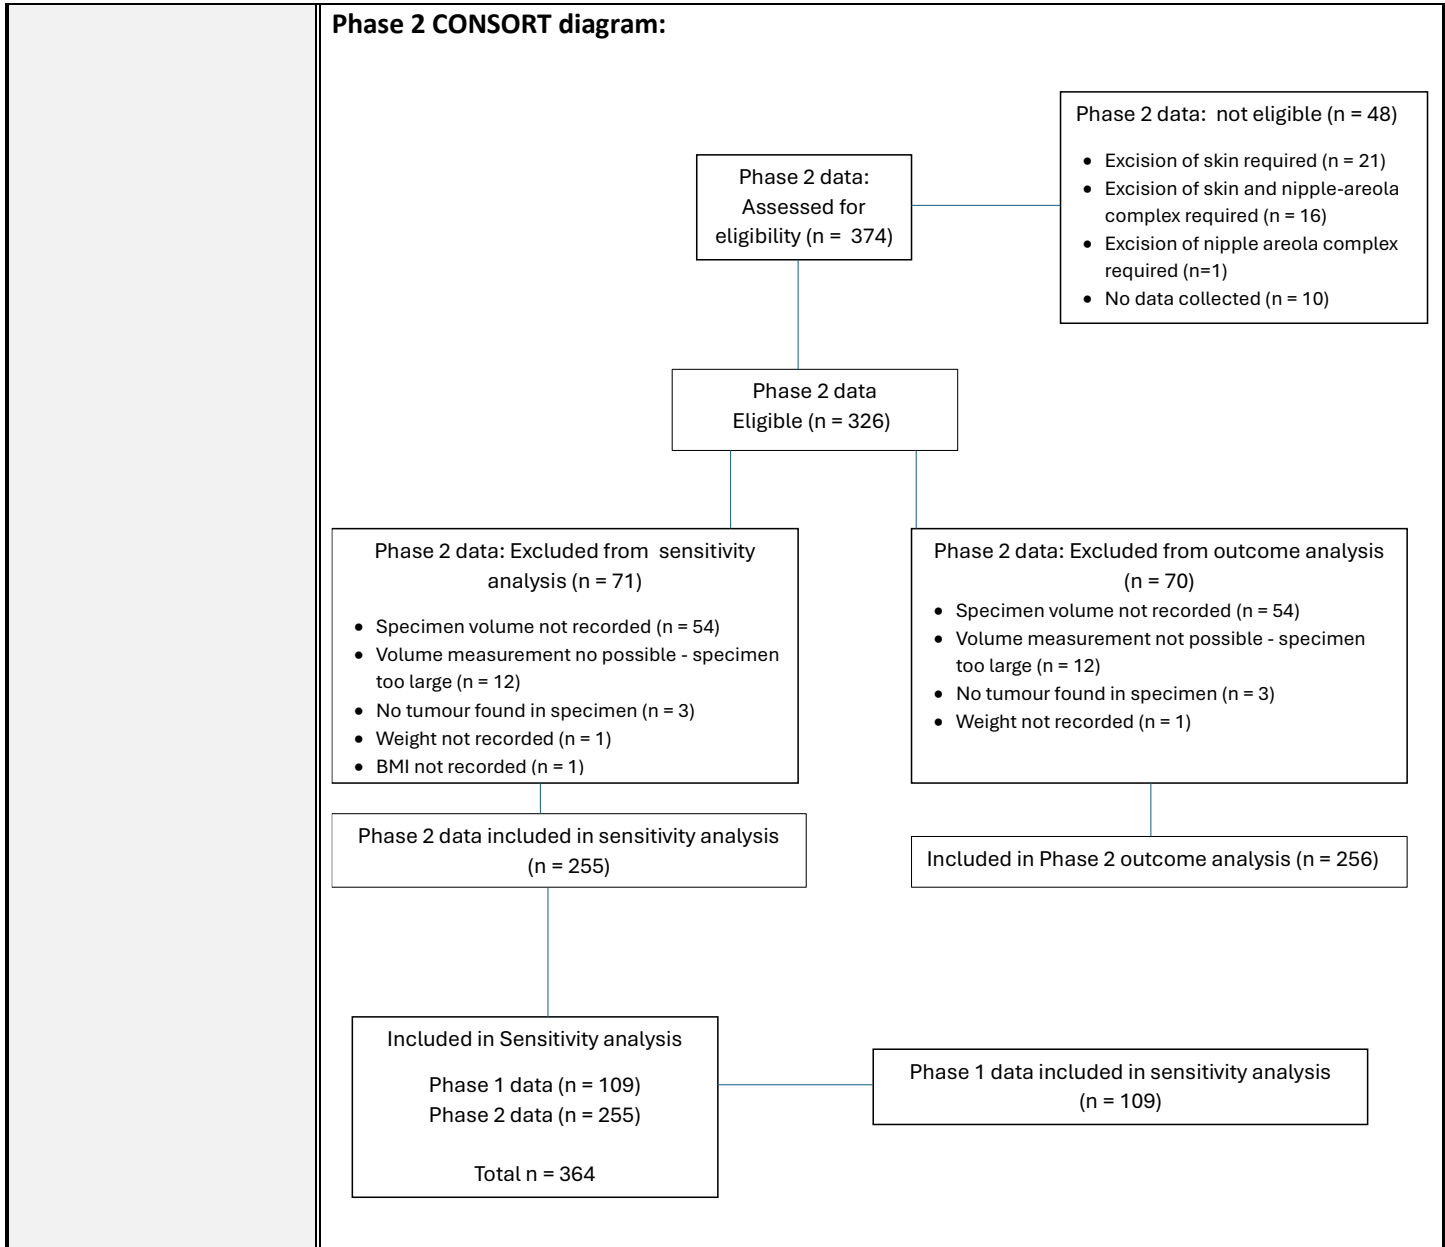 Phase 2 CONSORT diagram:
Phase 2 data:  not eligible (n = 48)
• Excision of skin required (n = 21)
• Excision of skin and nipple-areola
complex required (n = 16)
• Excision of nipple areola complex
required (n=1)
• No data collected (n = 10)
Phase 2 data:
Assessed for
eligibility (n =  374)
Phase 2 data
Eligible (n = 326)
Phase 2 data: Excluded from  sensitivity
analysis (n = 71)
• Specimen volume not recorded (n = 54)
• Volume measurement no possible - specimen
too large (n = 12)
• No tumour found in specimen (n = 3)
• Weight not recorded (n = 1)
• BMI not recorded (n = 1)
Phase 2 data: Excluded from outcome analysis
(n = 70)
• Specimen volume not recorded (n = 54)
• Volume measurement not possible - specimen
too large (n = 12)
• No tumour found in specimen (n = 3)
• Weight not recorded (n = 1)
Phase 2 data included in sensitivity analysis
(n = 255)
Included in Phase 2 outcome analysis (n = 256)
Included in Sensitivity analysis
Phase 1 data (n = 109)
Phase 2 data (n = 255)
Total n = 364
Phase 1 data included in sensitivity analysis
(n = 109)